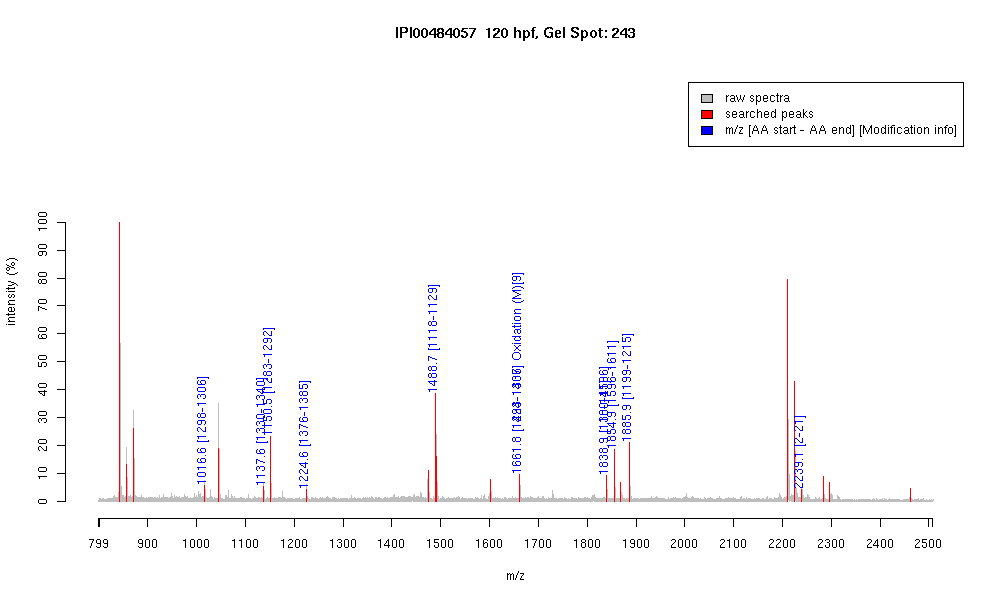 IPI00484057 120 hpf, Gel Spot: 243
raw spectra
searched peaks
m/z [AA start - AA end] [Modification info]
intensity (%)
100
90
80
70
60
50
40
30
20
10
0
1016.6 [1298-1306]
1137.6 [1330-1340]
1150.5 [1283-1292]
1224.6 [1376-1385]
1488.7 [1118-1129]
1661.8 Oxidation (M)[9]
1838.9
1854.9 [1596-1611]
1885.9 [1199-1215]
2239.1 [2-21]
799 900 1000 1100 1200 1300 1400 1500 1600 1700 1800 1900 2000 2100 2200 2300 2400 2500
m/z